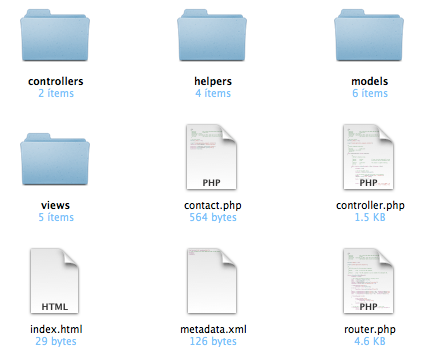 controllers
2 items
helpers
4 items
models
6 items
views
5 items
PHP
contact.php
564 bytes
PHP
controller.php
1.5 KB
HTML
index.html
29 bytes
metadata.xml
126 bytes
PHP
router.php
4.6 KB